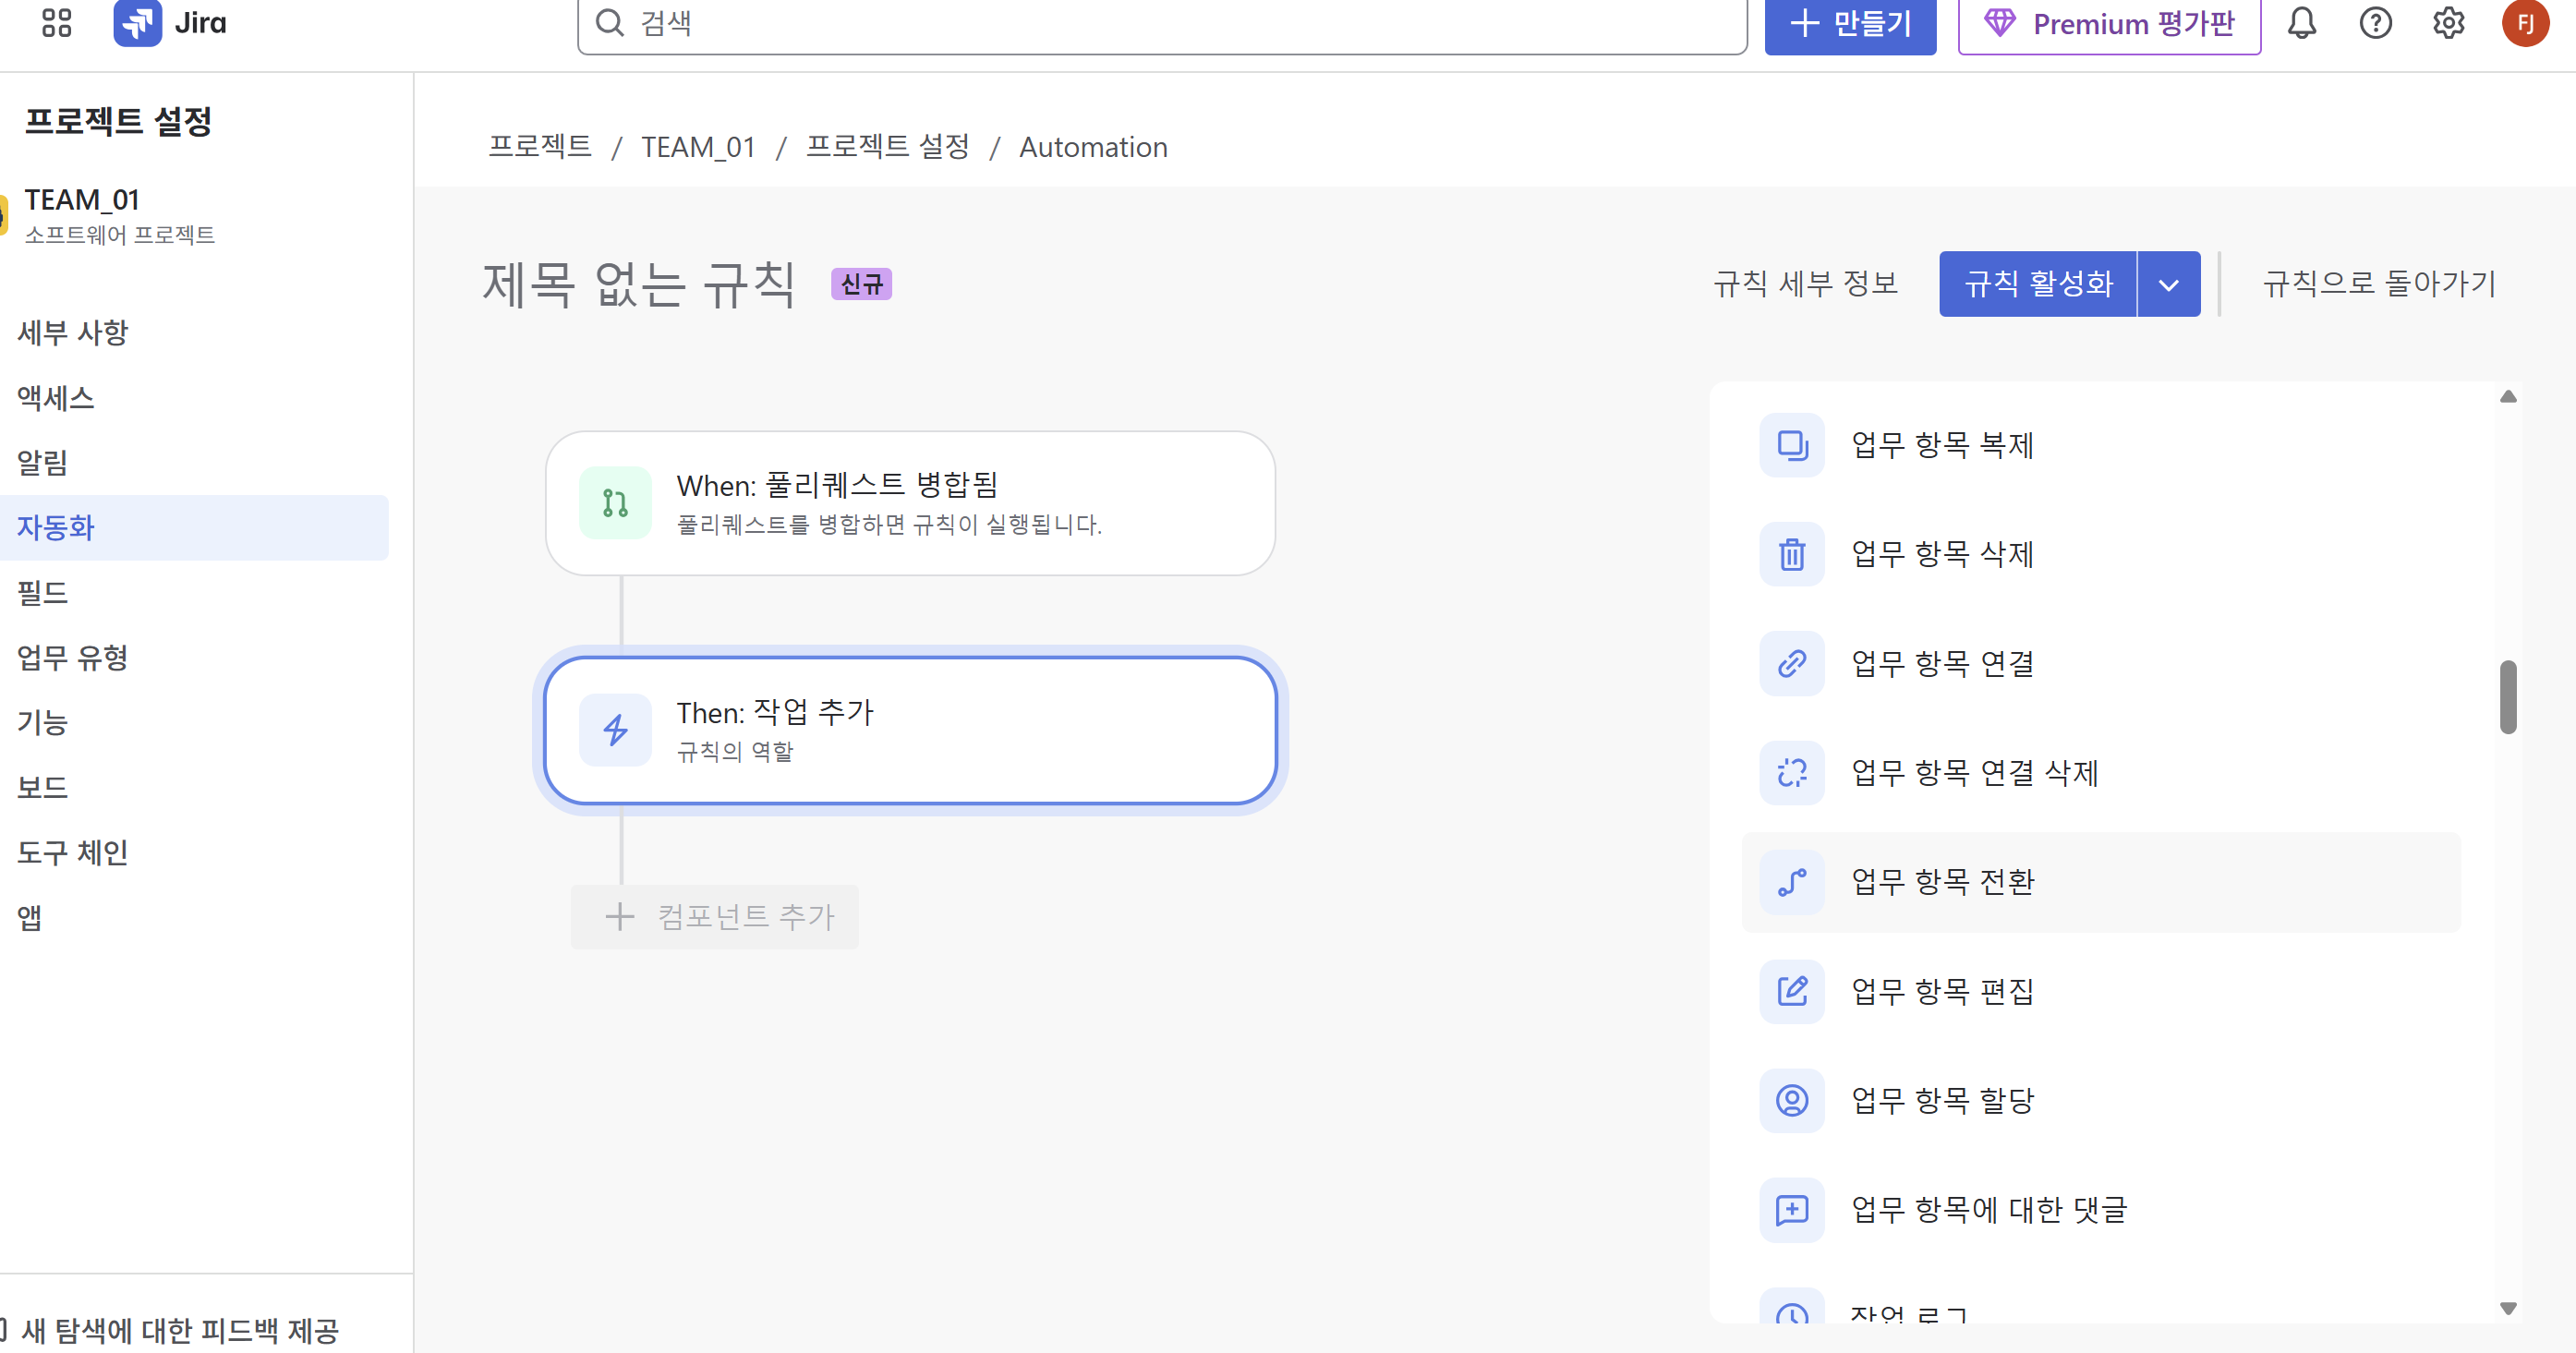 Jira
검색
만들기
Premium 평가판
FJ
프로젝트 설정
TEAM_01
소프트웨어 프로젝트
세부 사항
액세스
알림
자동화
필드
업무 유형
기능
보드
도구 체인
앱
새 탐색에 대한 피드백 제공
프로젝트 / TEAM_01 / 프로젝트 설정 / Automation
제목 없는 규칙
신규
규칙 세부 정보
규칙 활성화
규칙으로 돌아가기
When: 풀리퀘스트 병합됨
풀리퀘스트를 병합하면 규칙이 실행됩니다.
Then: 작업 추가
규칙의 역할
컴포넌트 추가
업무 항목 복제
업무 항목 삭제
업무 항목 연결
업무 항목 연결 삭제
업무 항목 전환
업무 항목 편집
업무 항목 할당
업무 항목에 대한 댓글
작업 로그